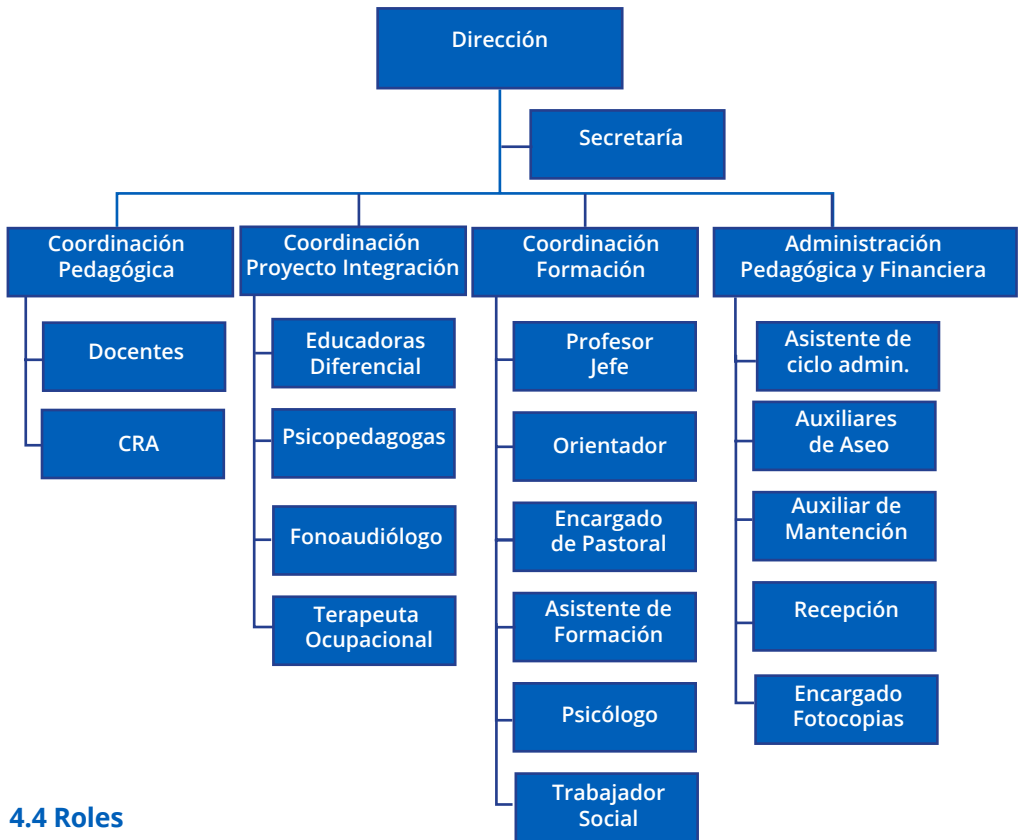 Dirección
Secretaría
Coordinación
Pedagógica
Coordinación
Proyecto Integración
Coordinación
Formación
Administración
Pedagógica y Financiera
Docentes
CRA
Educadoras
Diferencial
Psicopedagogas
Fonoaudiólogo
Terapeuta
Ocupacional
Profesor
Jefe
Orientador
Encargado
de Pastoral
Asistente de
Formación
Psicólogo
Trabajador
Social
Asistente de
ciclo admin.
Auxiliares
de Aseo
Auxiliar de
Mantención
Recepción
Encargado
Fotocopias
4.4 Roles